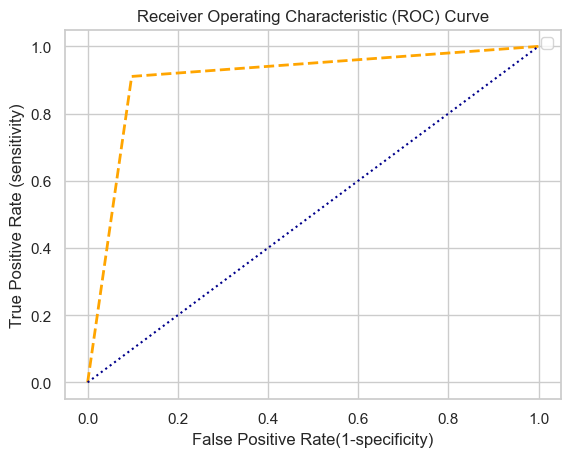 Receiver Operating Characteristic (ROC) Curve
1.0
0.8
0.6
0.4
0.2
0.0
True Positive Rate (sensitivity)
0.0 0.2 0.4 0.6 0.8 1.0
False Positive Rate(1-specificity)